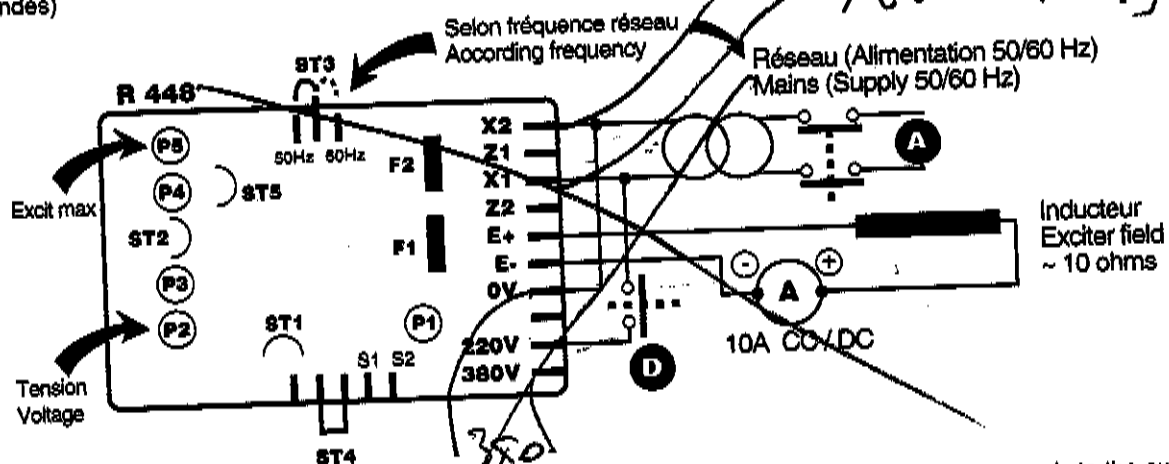 ndés)
Selon fréquence réseau
Aocording frequency
Réseau (Alimentation 50/60 Hz)
Mains (Supply 50/60 Hz)
ST3
R 448
50Hz
60Hz
P5
P4
ST5
Excit max
ST2
P3
P2
Tension
Voltage
ST1
P1
S1 S2
ST4
F2
F1
X2
Z1
X1
Z2
E+
E-
0V
220V
380V
A
Inducteur
Exciter field
~ 10 ohms
- A +
10A CC / DC
D
380